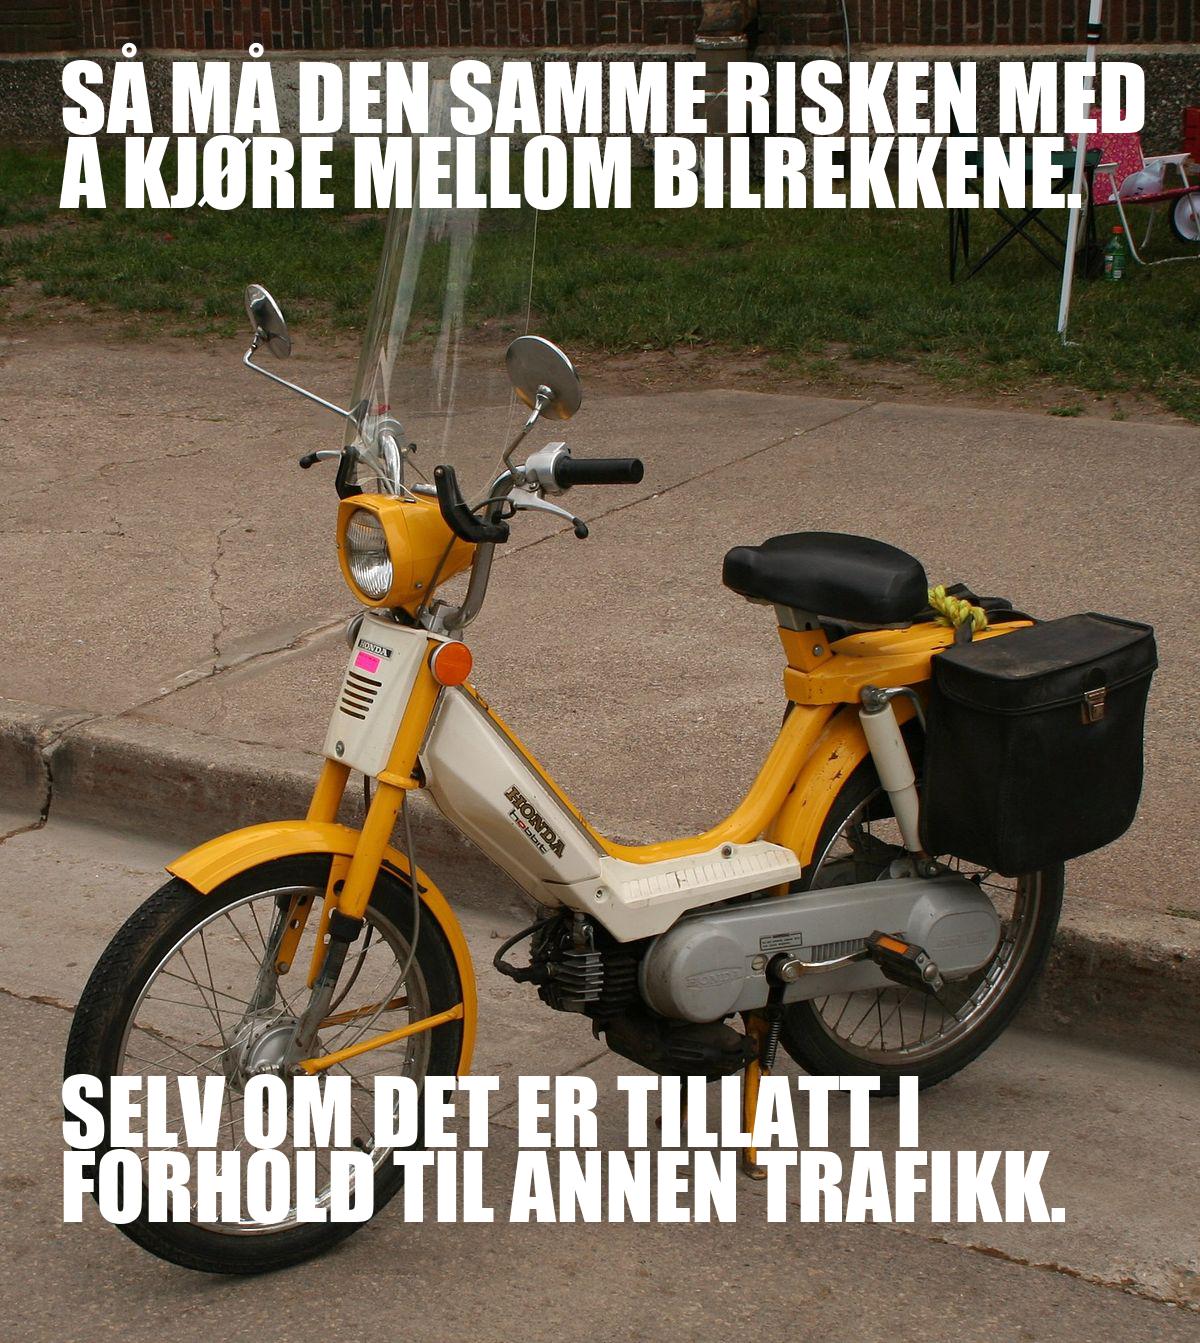 SÅ MÅ DEN SAMME RISKEN MED
Å KJØRE MELLOM BILREKKENE.
HONDA
HONDA
hobbit
HONDA
SELV OM DET ER TILLATT I
FORHOLD TIL ANNEN TRAFIKK.